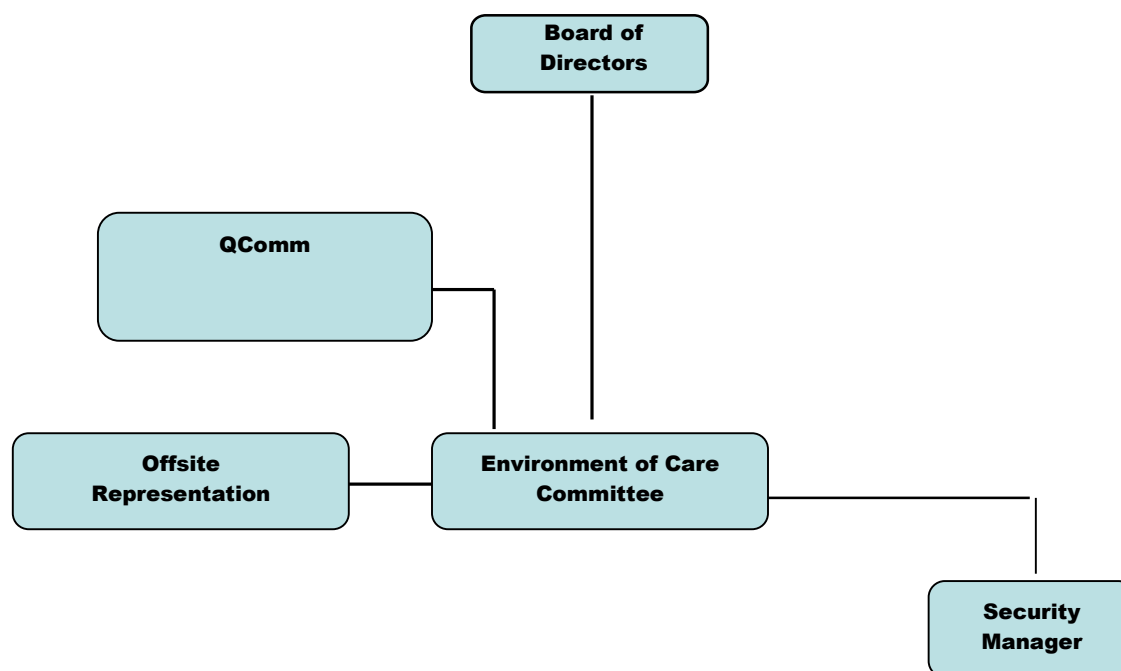 Board of
Directors
QComm
Offsite
Representation
Environment of Care
Committee
Security
Manager